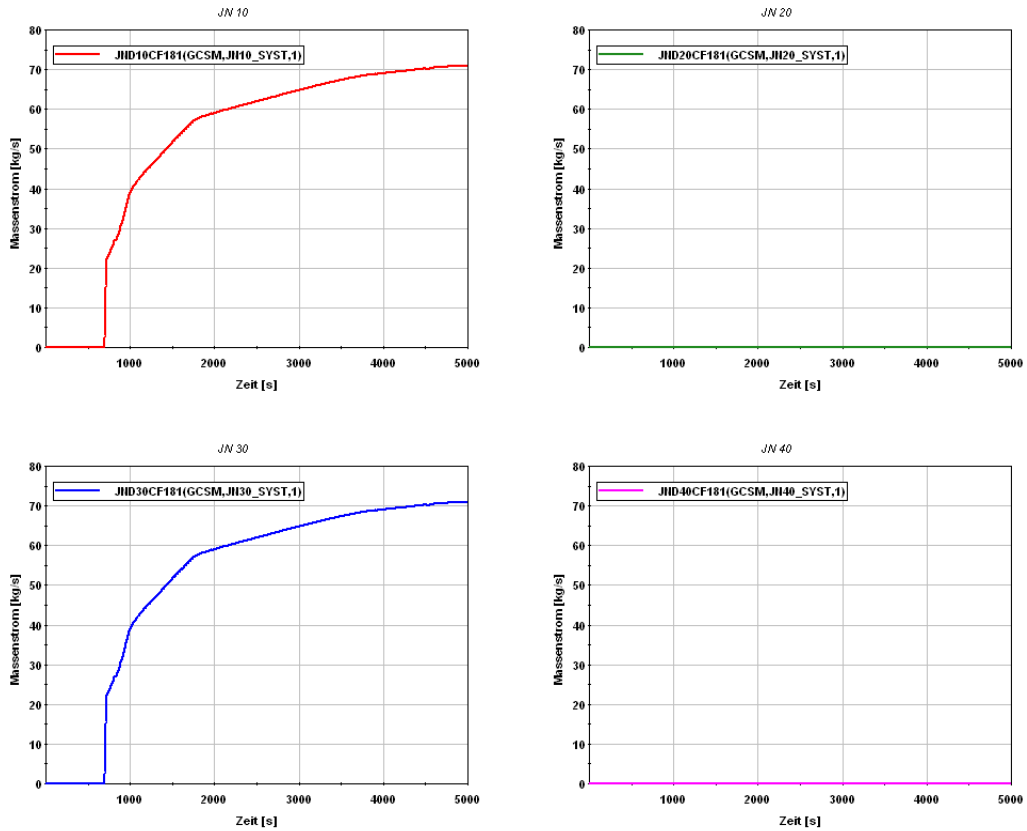 JN 10
JND10CF181(GCSM,JN10_SYST,1)
Massenstrom [kg/s]
80
70
60
50
40
30
20
10
0
1000 2000 3000 4000 5000
Zeit [s]
JN 20
JND20CF181(GCSM,JN20_SYST,1)
Massenstrom [kg/s]
80
70
60
50
40
30
20
10
0
1000 2000 3000 4000 5000
Zeit [s]
JN 30
JND30CF181(GCSM,JN30_SYST,1)
Massenstrom [kg/s]
80
70
60
50
40
30
20
10
0
1000 2000 3000 4000 5000
Zeit [s]
JN 40
JND40CF181(GCSM,JN40_SYST,1)
Massenstrom [kg/s]
80
70
60
50
40
30
20
10
0
1000 2000 3000 4000 5000
Zeit [s]